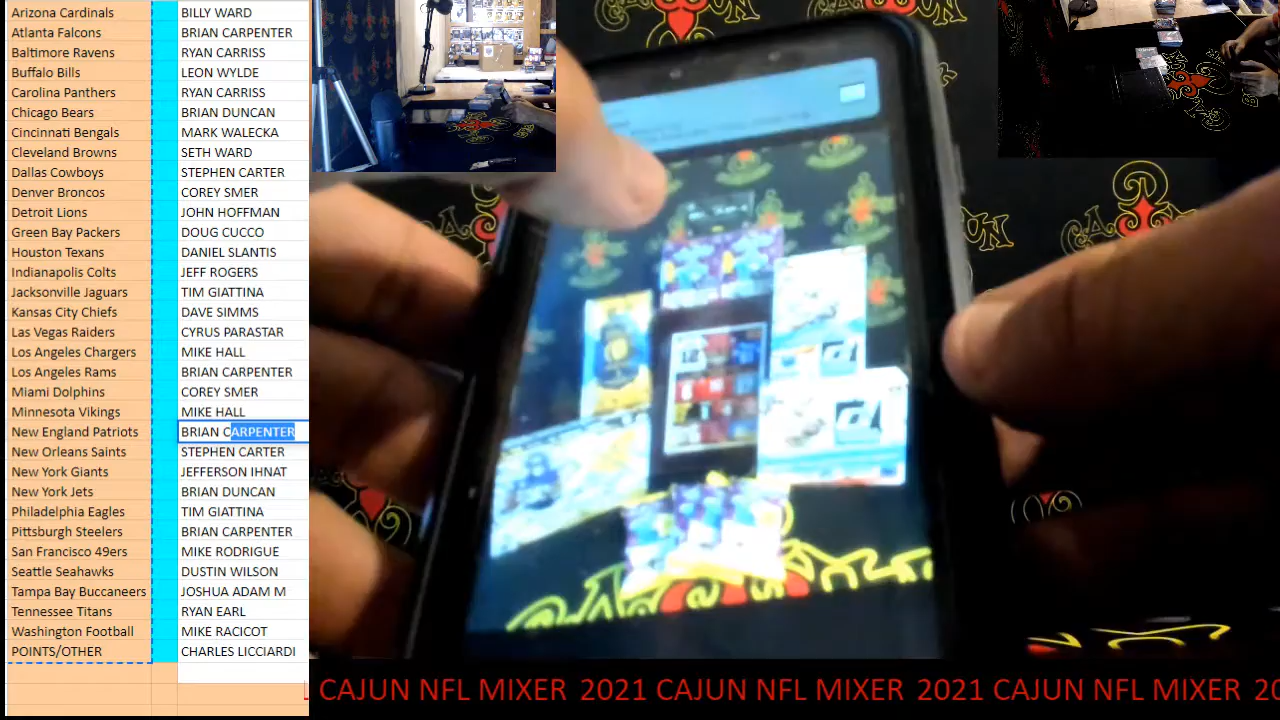 Arizona Cardinals BILLY WARD
Atlanta Falcons BRIAN CARPENTER
Baltimore Ravens RYAN CARRISS
Buffalo Bills LEON WYLDE
Carolina Panthers RYAN CARRISS
Chicago Bears BRIAN DUNCAN
Cincinnati Bengals MARK WALECKA
Cleveland Browns SETH WARD
Dallas Cowboys STEPHEN CARTER
Denver Broncos COREY SMER
Detroit Lions JOHN HOFFMAN
Green Bay Packers DOUG CUCCO
Houston Texans DANIEL SLANTIS
Indianapolis Colts JEFF ROGERS
Jacksonville Jaguars TIM GIATTINA
Kansas City Chiefs DAVE SIMMS
Las Vegas Raiders CYRUS PARASTAR
Los Angeles Chargers MIKE HALL
Los Angeles Rams BRIAN CARPENTER
Miami Dolphins COREY SMER
Minnesota Vikings MIKE HALL
New England Patriots BRIAN CARPENTER
New Orleans Saints STEPHEN CARTER
New York Giants JEFFERSON IHNAT
New York Jets BRIAN DUNCAN
Philadelphia Eagles TIM GIATTINA
Pittsburgh Steelers BRIAN CARPENTER
San Francisco 49ers MIKE RODRIGUE
Seattle Seahawks DUSTIN WILSON
Tampa Bay Buccaneers JOSHUA ADAM M
Tennessee Titans RYAN EARL
Washington Football MIKE RACICOT
POINTS/OTHER CHARLES LICCIARDI
CAJUN NFL MIXER 2021 CAJUN NFL MIXER 2021 CAJUN NFL MIXER 20